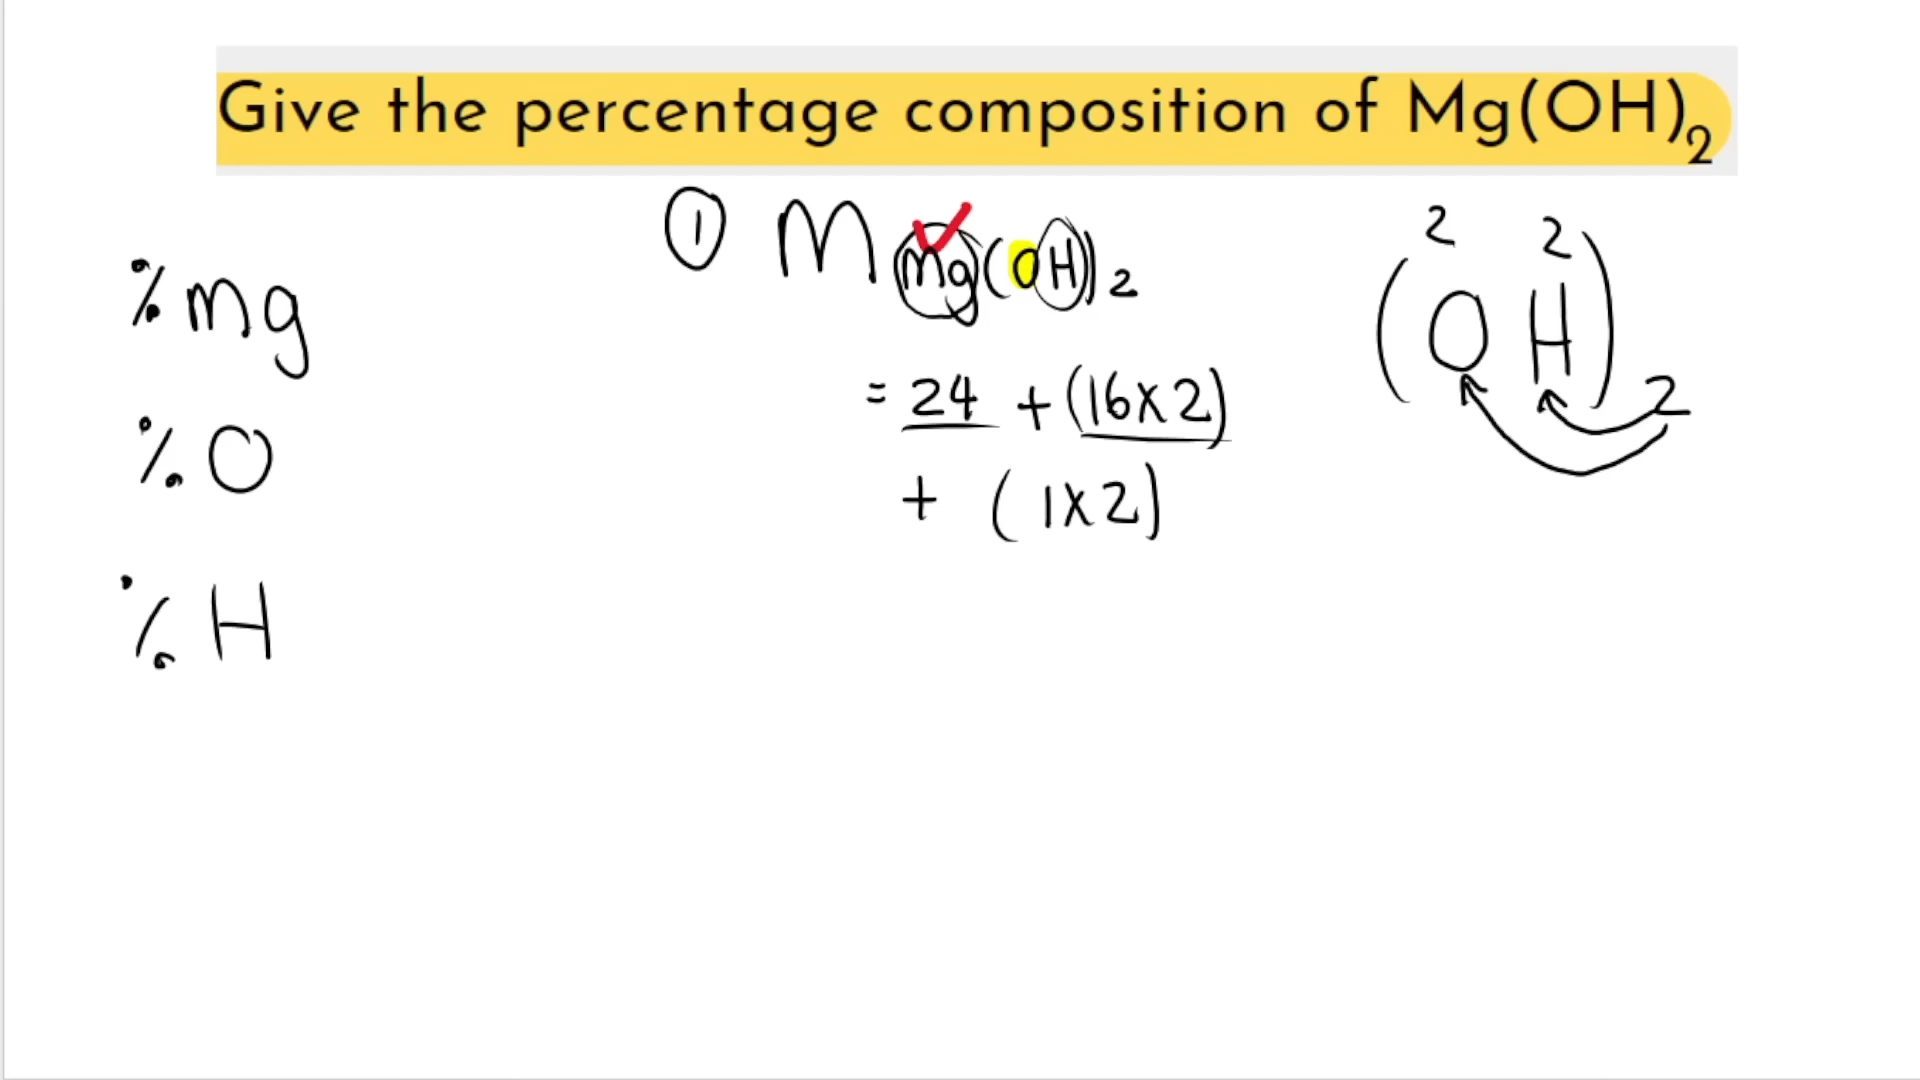 Give the percentage composition of Mg(OH)₂
① M Mg(OH)₂
% mg
% O
% H
= 24 + (16x2)
+ (1x2)
2 2
(OH)2